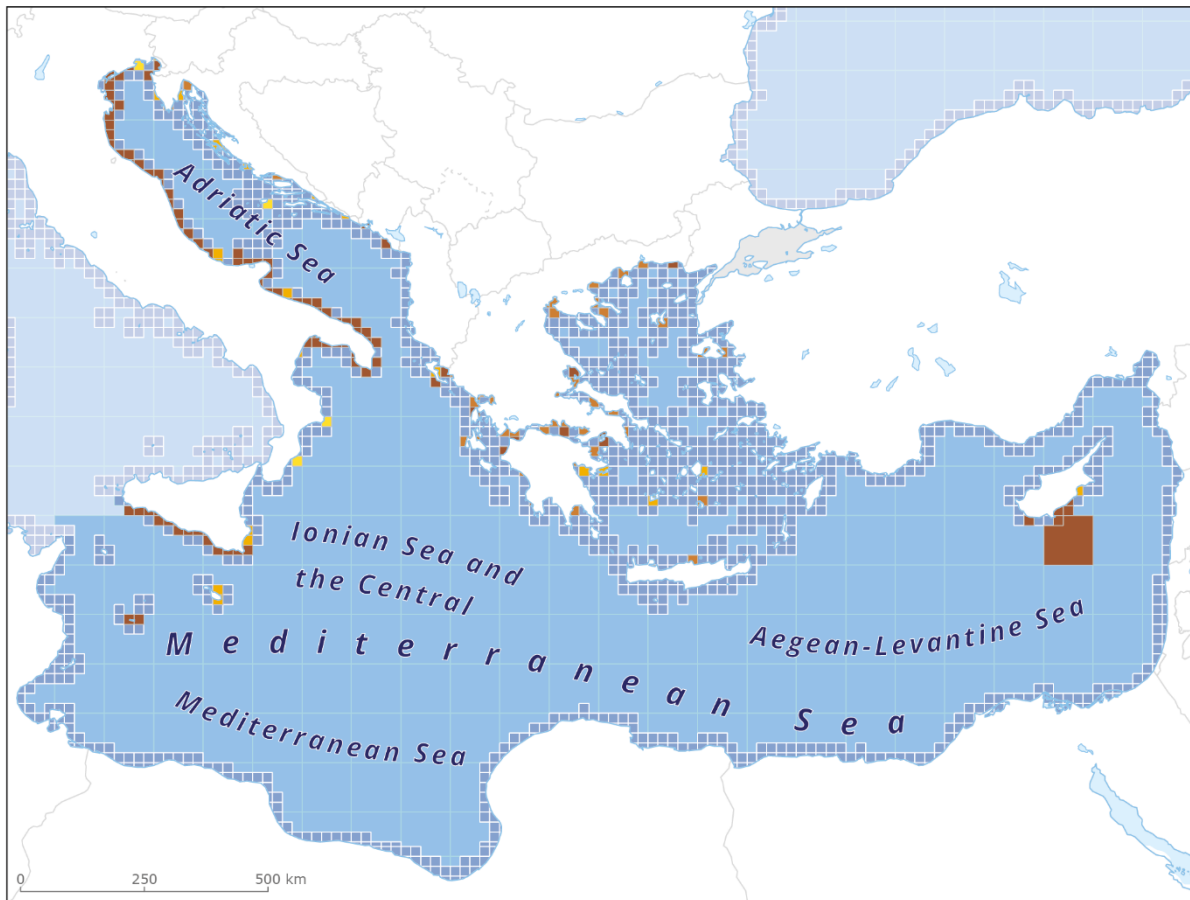 Adriatic Sea
Ionian Sea and
the Central
Mediterranean Sea
Aegean-Levantine Sea
Mediterranean Sea
0 250 500 km